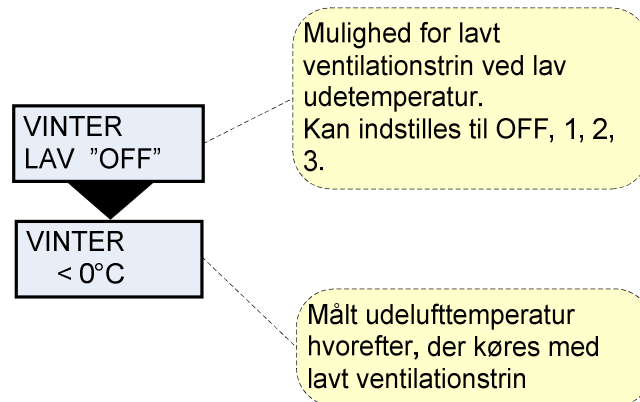 Mulighed for lavt
ventilationstrin ved lav
udetemperatur.
Kan indstilles til OFF, 1, 2,
3.
VINTER
LAV ”OFF”
VINTER
< 0°C
Målt udelufttemperatur
hvorefter, der køres med
lavt ventilationstrin